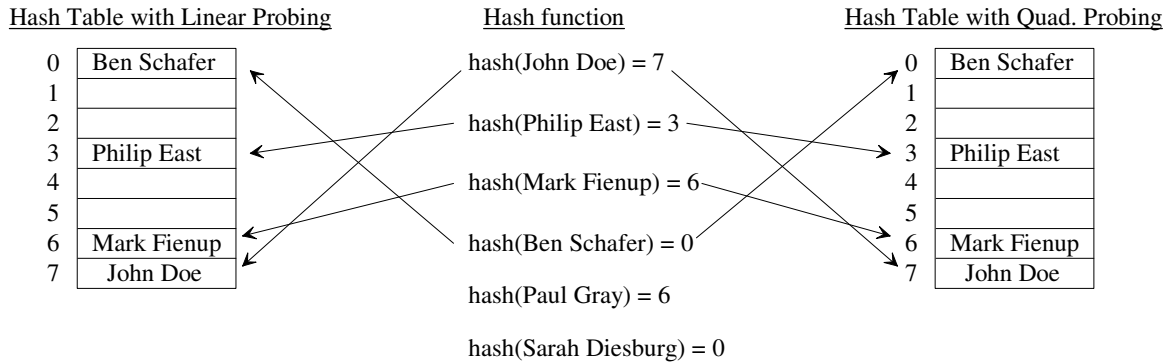 Hash Table with Linear Probing
0 Ben Schafer
1
2
3 Philip East
4
5
6 Mark Fienup
7 John Doe
Hash function
hash(John Doe) = 7
hash(Philip East) = 3
hash(Mark Fienup) = 6
hash(Ben Schafer) = 0
hash(Paul Gray) = 6
hash(Sarah Diesburg) = 0
Hash Table with Quad. Probing
0 Ben Schafer
1
2
3 Philip East
4
5
6 Mark Fienup
7 John Doe